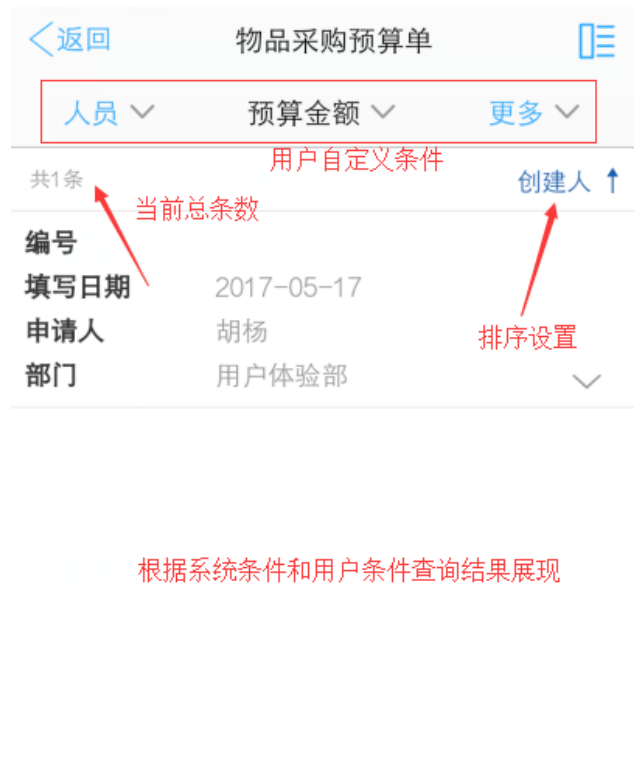 返回 物品采购预算单
人员 预算金额 更多
用户自定义条件
共1条 创建人
当前总条数
编号
填写日期 2017-05-17
申请人 胡杨
排序设置
部门 用户体验部
根据系统条件和用户条件查询结果展现